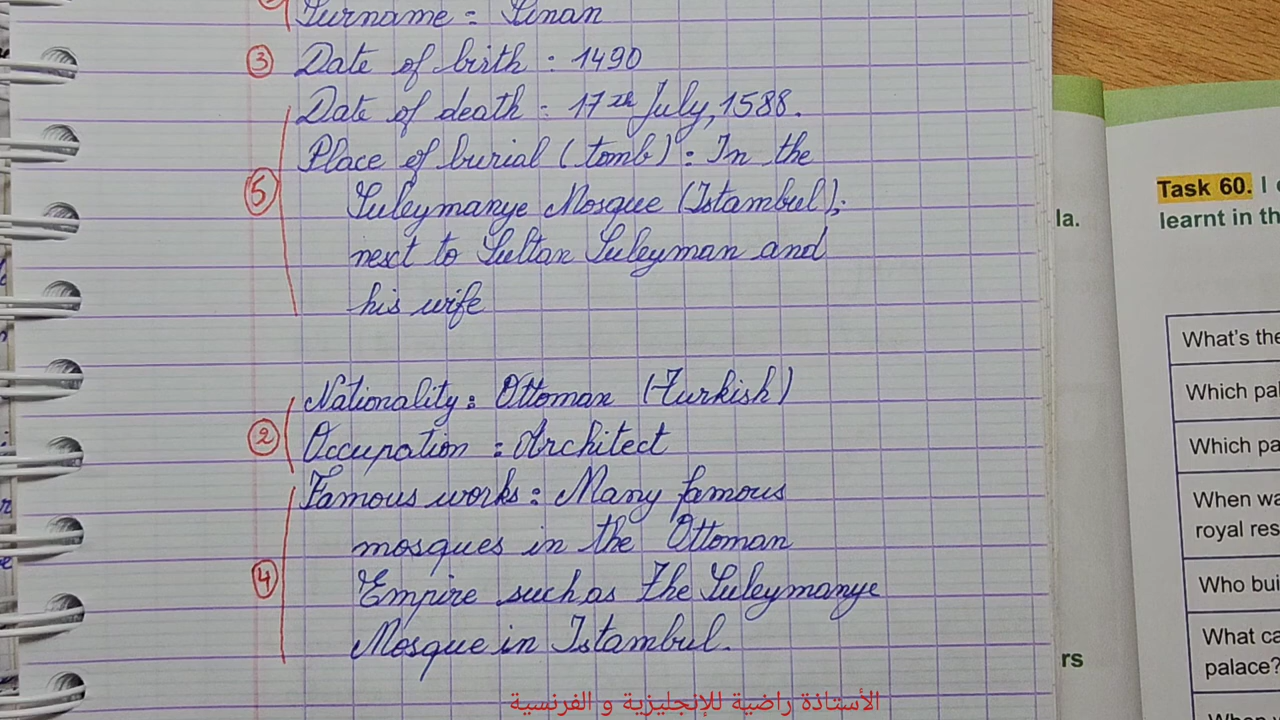 Surname = Sinan
③ Date of birth : 1490
Date of death : 17th July, 1588.
Place of burial (tomb) : In the
⑤
Suleymanye Mosque (Istambul);
next to Sultan Suleyman and
his wife
Nationality : Ottoman (Turkish)
② Occupation : Architect
Famous works : Many famous
mosques in the Ottoman
④ Empire such as the Suleymanye
Mosque in Istambul.
الأستاذة راضية للإنجليزية و الفرنسية
la.
rs
Task 60. I
learnt in th
What's the
Which pal
Which pa
When wa
royal res
Who bui
What ca
palace?